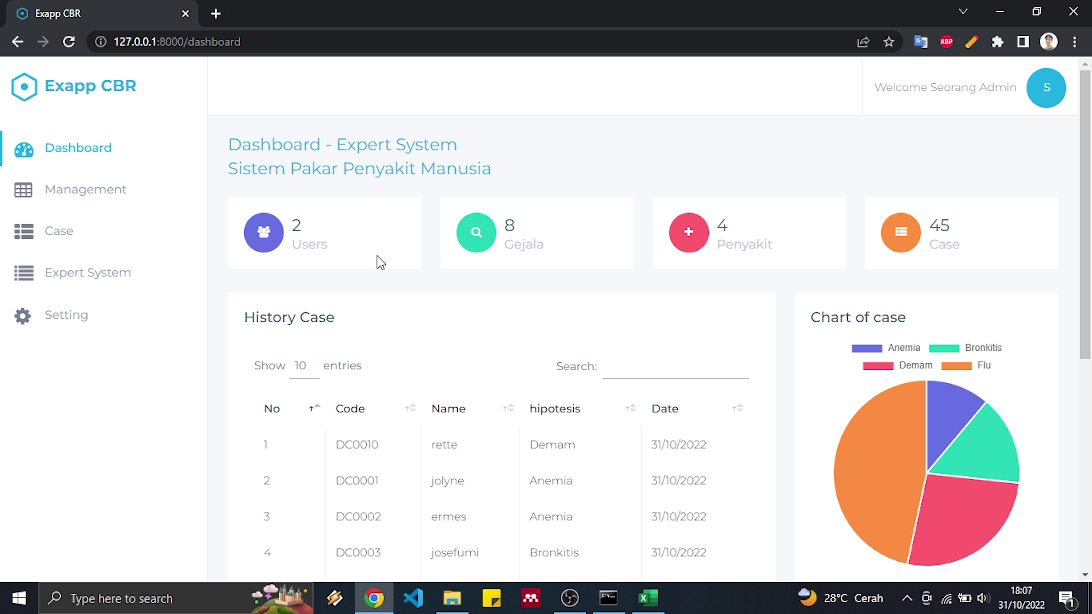 Exapp CBR
127.0.0.1:8000/dashboard
ABP
Exapp CBR
Welcome Seorang Admin
S
Dashboard
Management
Case
Expert System
Setting
Dashboard - Expert System
Sistem Pakar Penyakit Manusia
2
Users
8
Gejala
4
Penyakit
45
Case
History Case
Show 10 entries
Search:
No Code Name hipotesis Date
1 DC0010 rette Demam 31/10/2022
2 DC0001 jolyne Anemia 31/10/2022
3 DC0002 ermes Anemia 31/10/2022
4 DC0003 josefumi Bronkitis 31/10/2022
Chart of case
Anemia Bronkitis
Demam Flu
Type here to search
28°C Cerah
18:07
31/10/2022
1